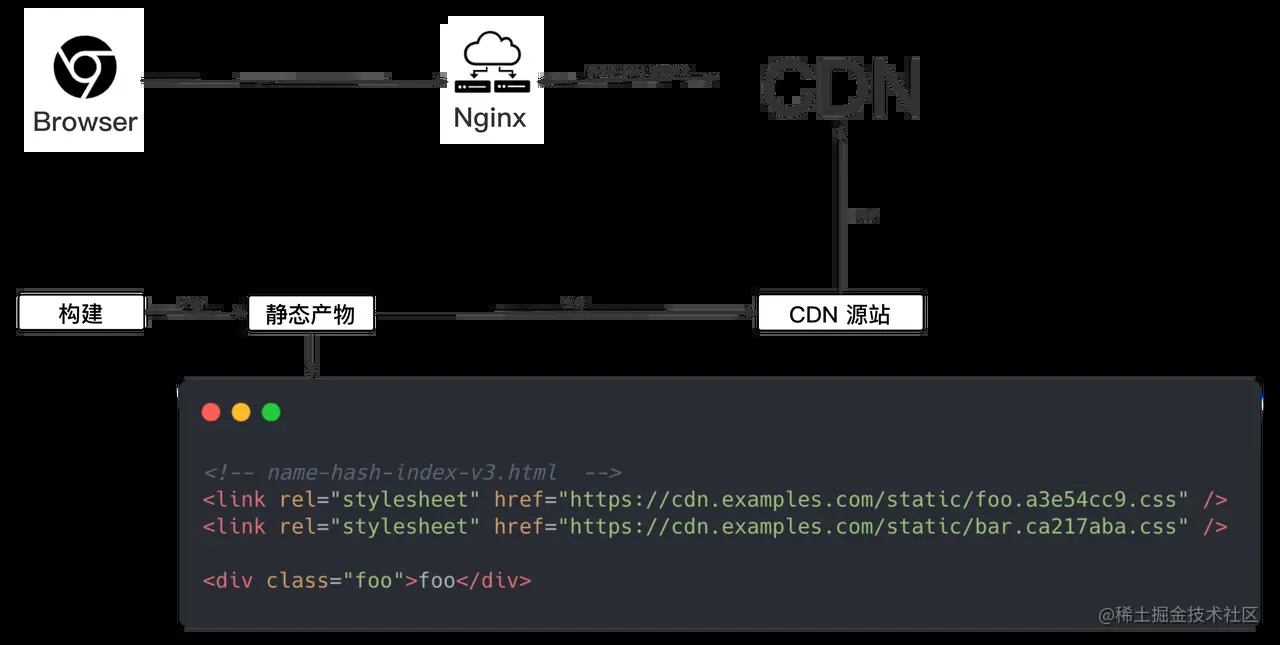 Browser
Nginx
CDN
构建
静态产物
CDN 源站
<!-- name-hash-index-v3.html  -->
<link rel="stylesheet" href="https://cdn.examples.com/static/foo.a3e54cc9.css" />
<link rel="stylesheet" href="https://cdn.examples.com/static/bar.ca217aba.css" />
<div class="foo">foo</div>
@稀土掘金技术社区